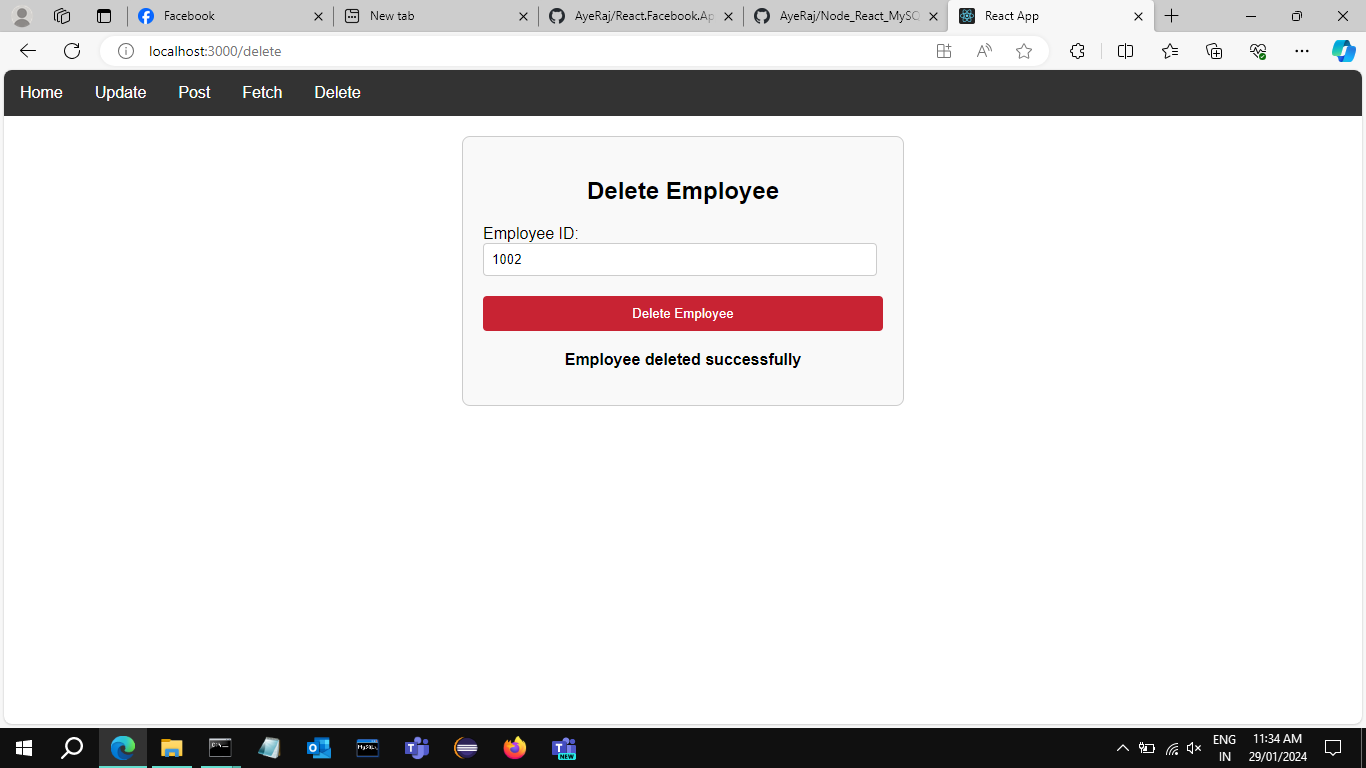 Facebook
New tab
AyeRaj/React.Facebook.Ap
AyeRaj/Node_React_MySQ
React App
localhost:3000/delete
Home Update Post Fetch Delete
Delete Employee
Employee ID:
1002
Delete Employee
Employee deleted successfully
ENG
IN
11:34 AM
29/01/2024
NEW